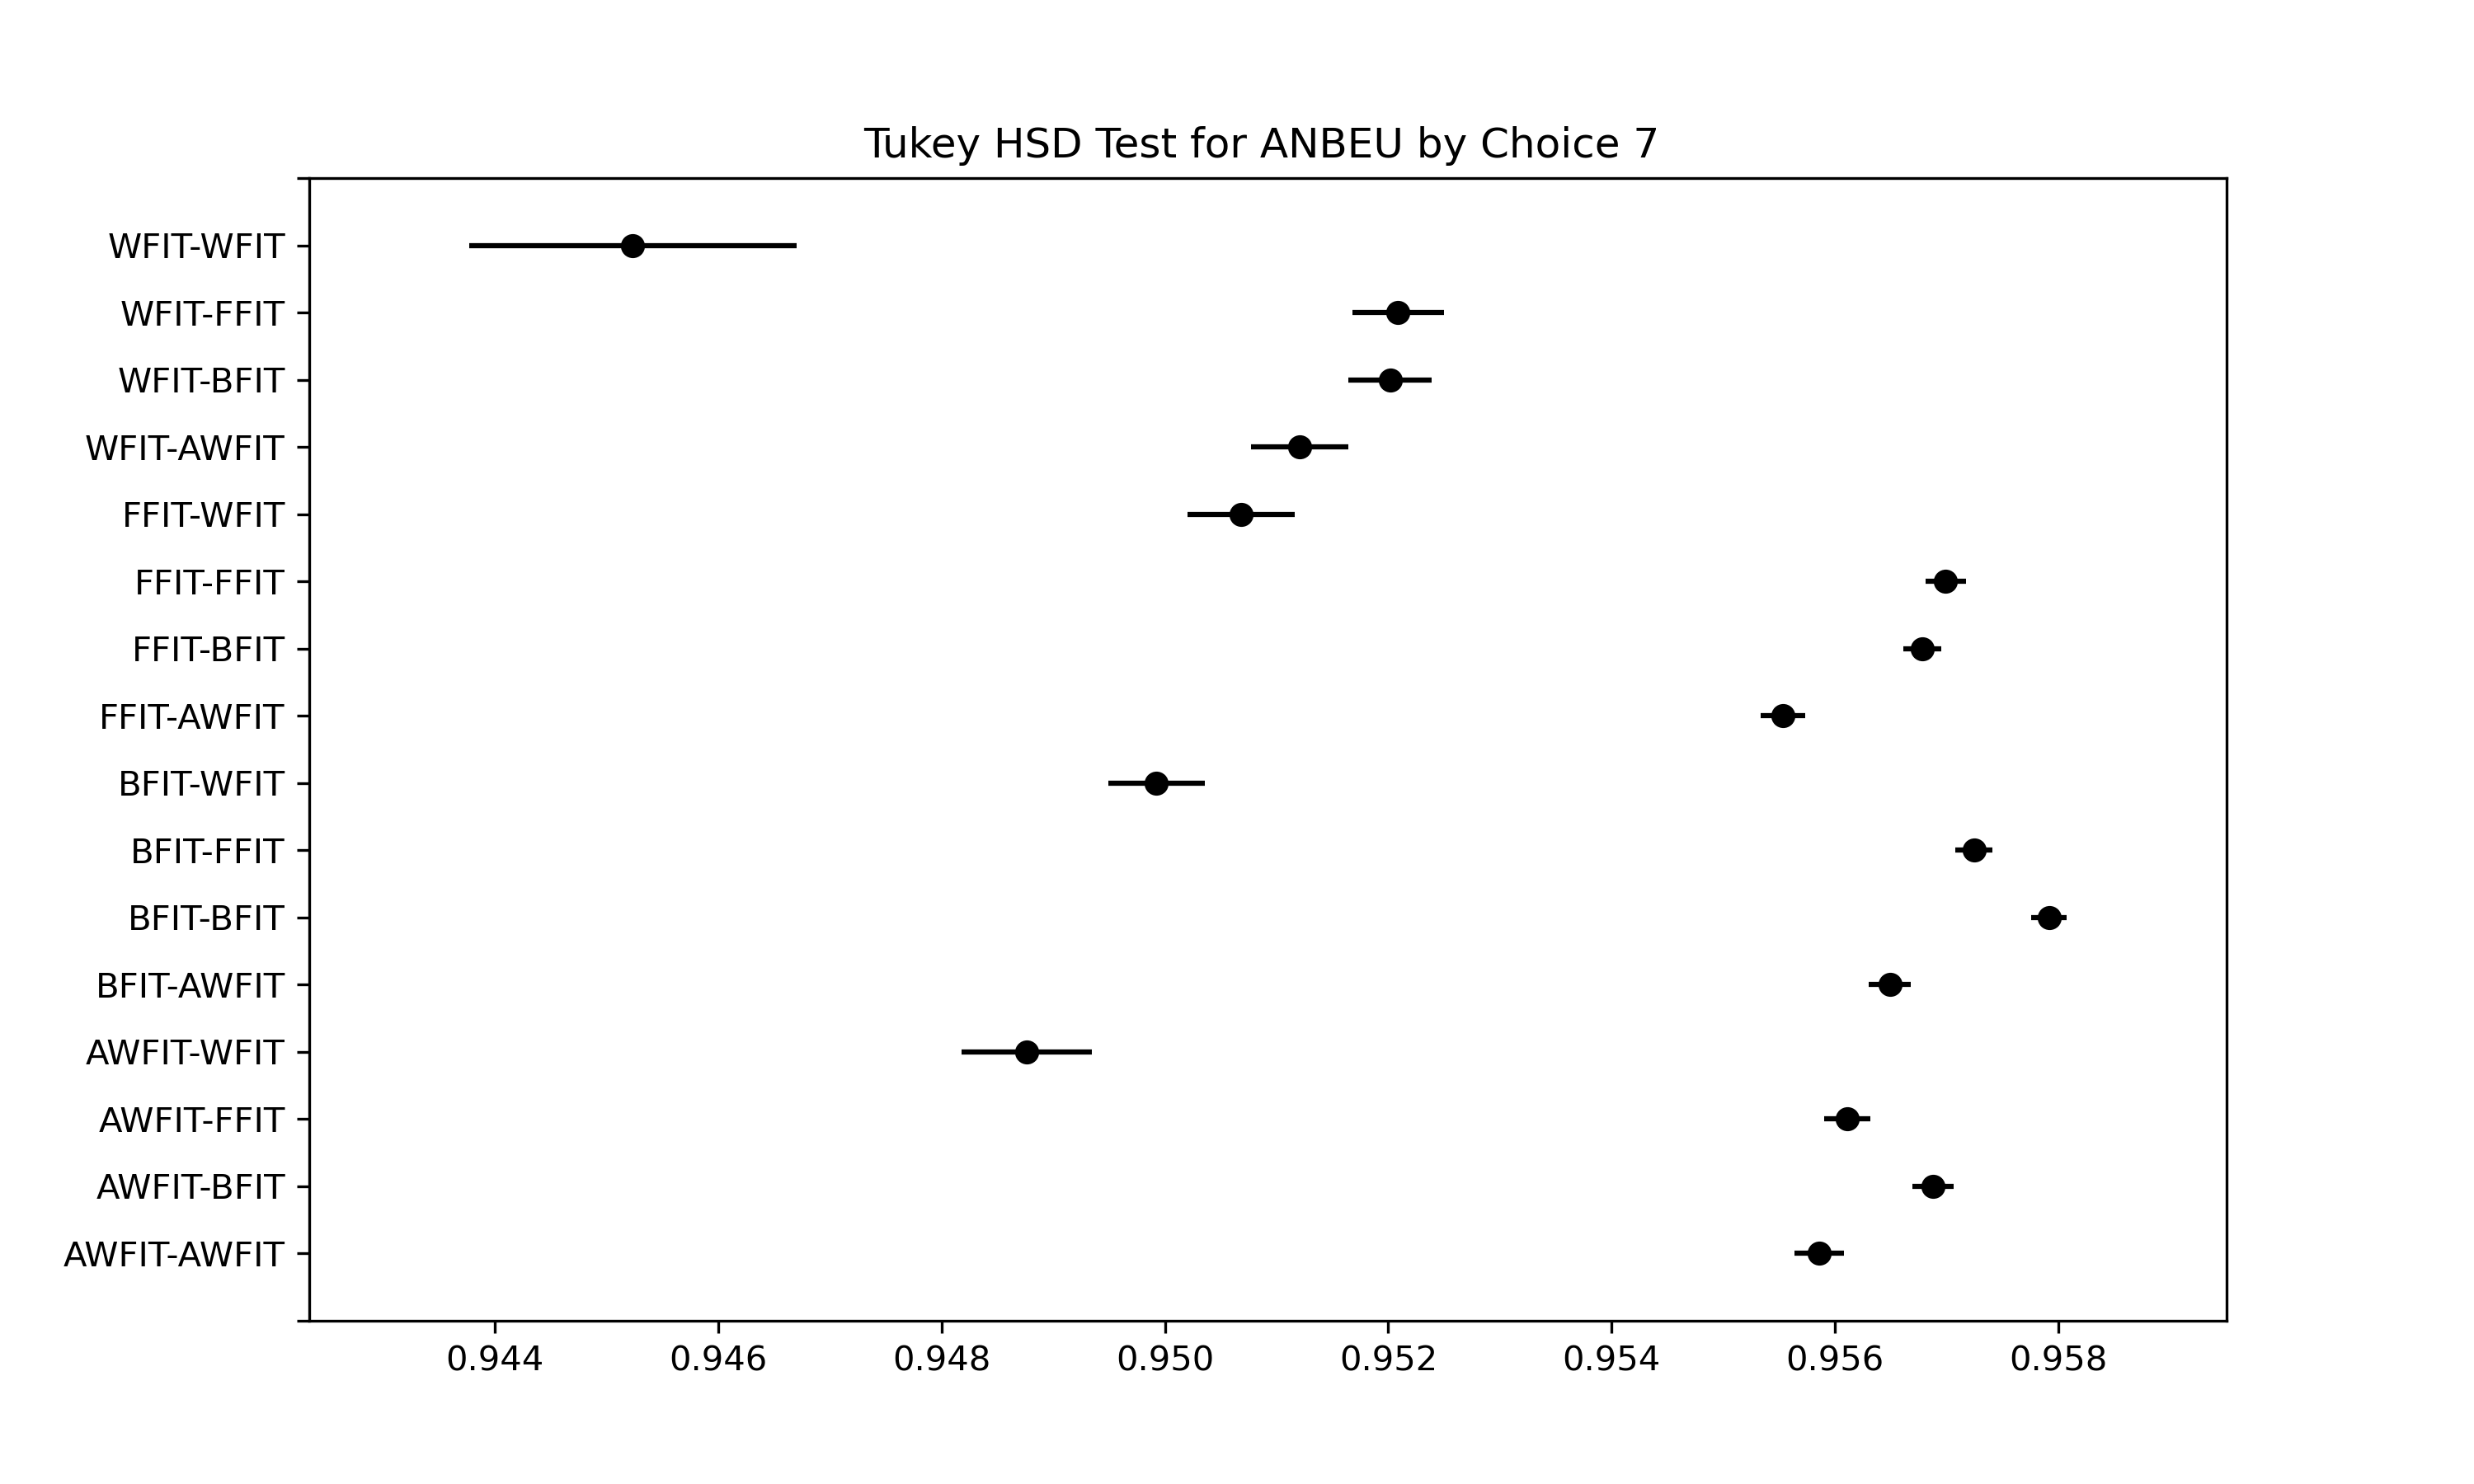 Tukey HSD Test for ANBEU by Choice 7
WFIT-WFIT
WFIT-FFIT
WFIT-BFIT
WFIT-AWFIT
FFIT-WFIT
FFIT-FFIT
FFIT-BFIT
FFIT-AWFIT
BFIT-WFIT
BFIT-FFIT
BFIT-BFIT
BFIT-AWFIT
AWFIT-WFIT
AWFIT-FFIT
AWFIT-BFIT
AWFIT-AWFIT
0.944 0.946 0.948 0.950 0.952 0.954 0.956 0.958